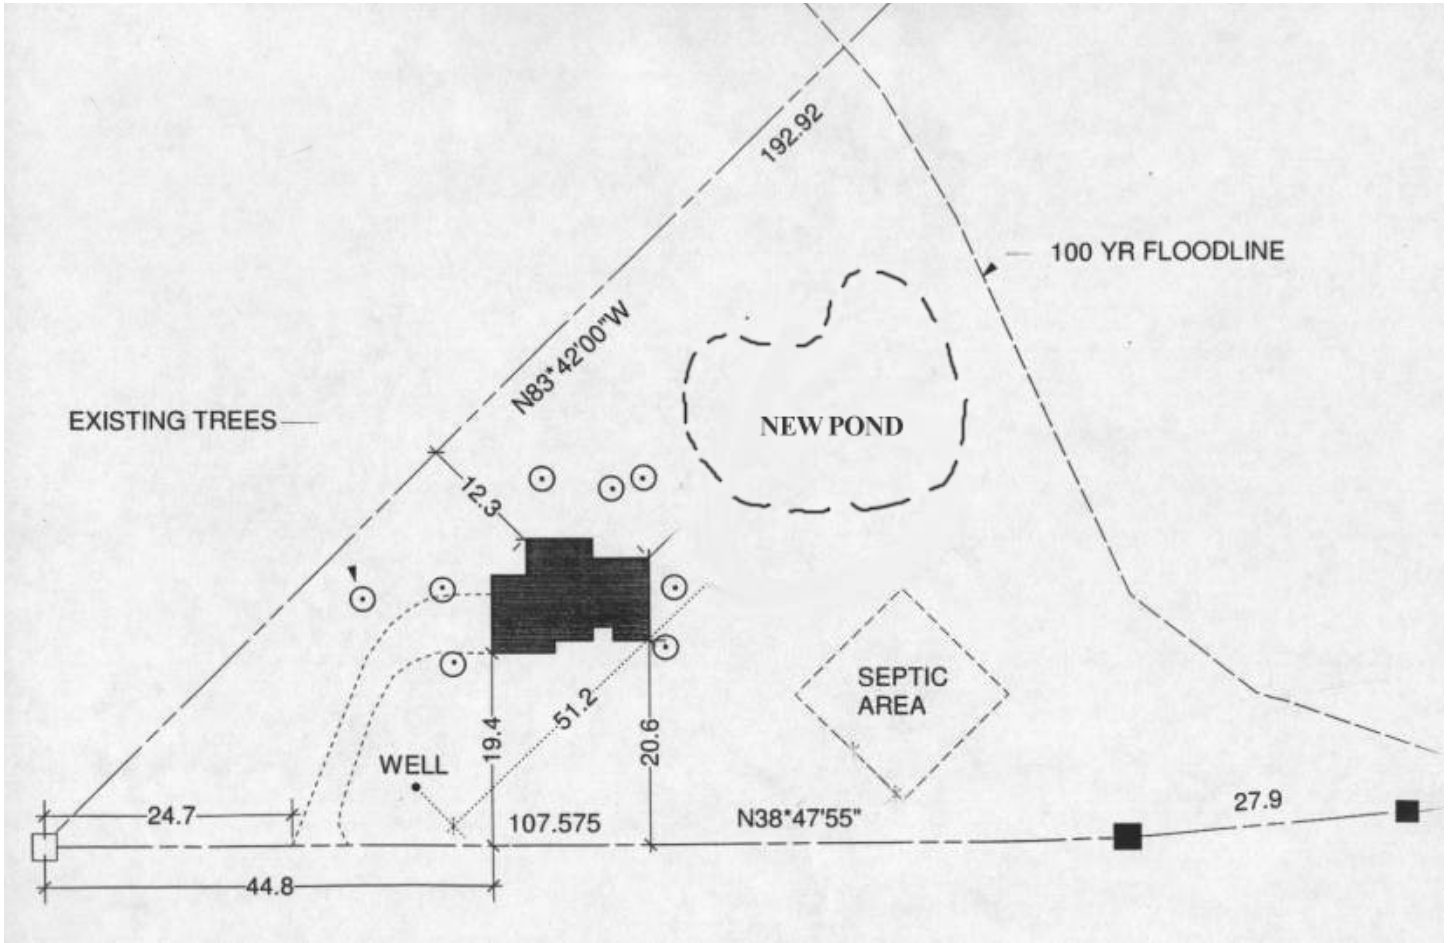 192.92
100 YR FLOODLINE
N83*42'00"W
EXISTING TREES
NEW POND
12.3
SEPTIC
AREA
51.2
19.4
20.6
WELL
24.7
107.575
N38*47'55"
27.9
44.8